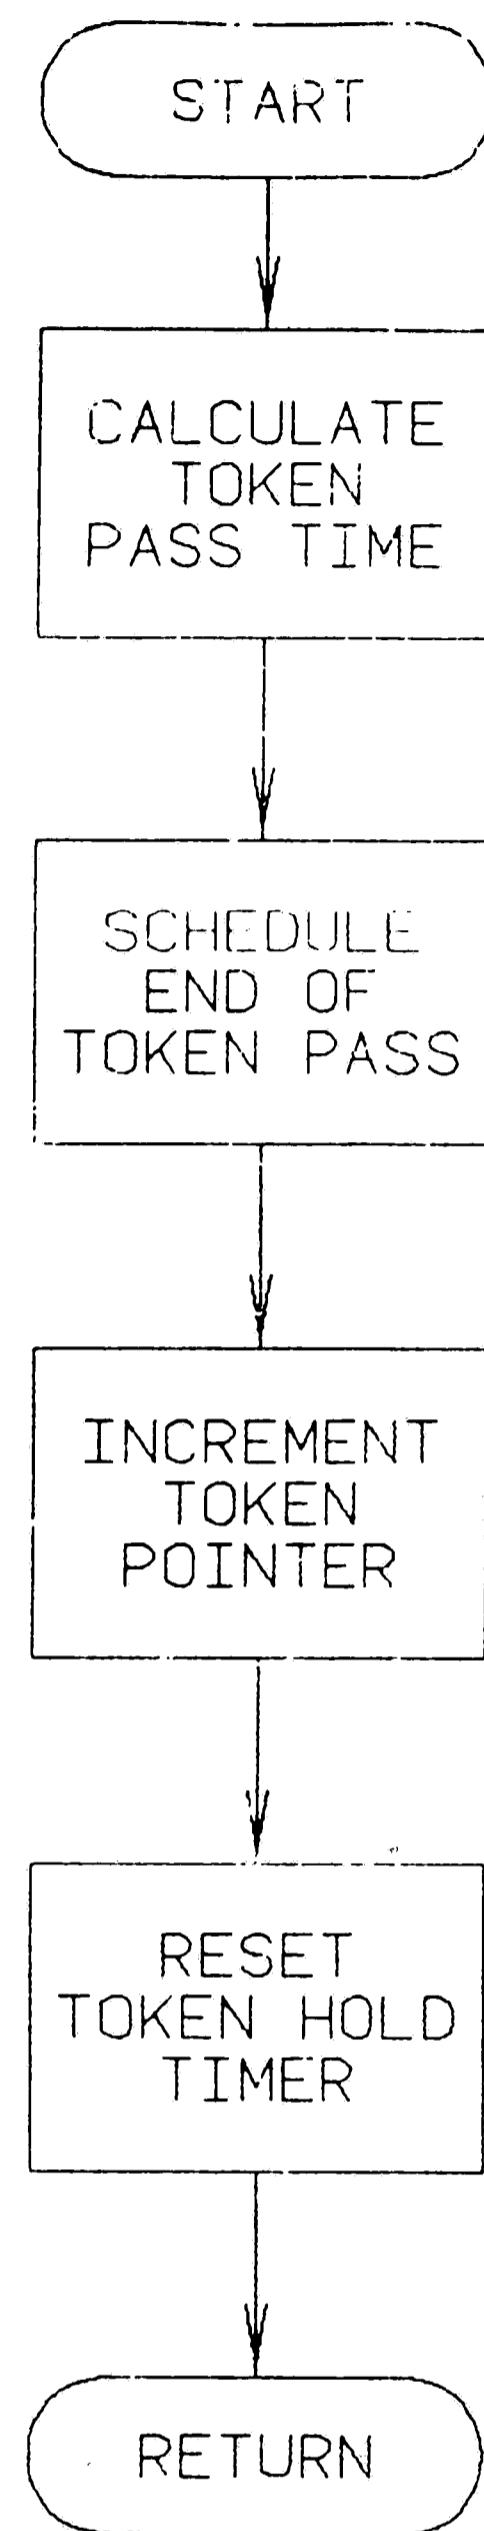 START
CALCULATE
TOKEN
PASS TIME
SCHEDULE
END OF
TOKEN PASS
INCREMENT
TOKEN
POINTER
RESET
TOKEN HOLD
TIMER
RETURN